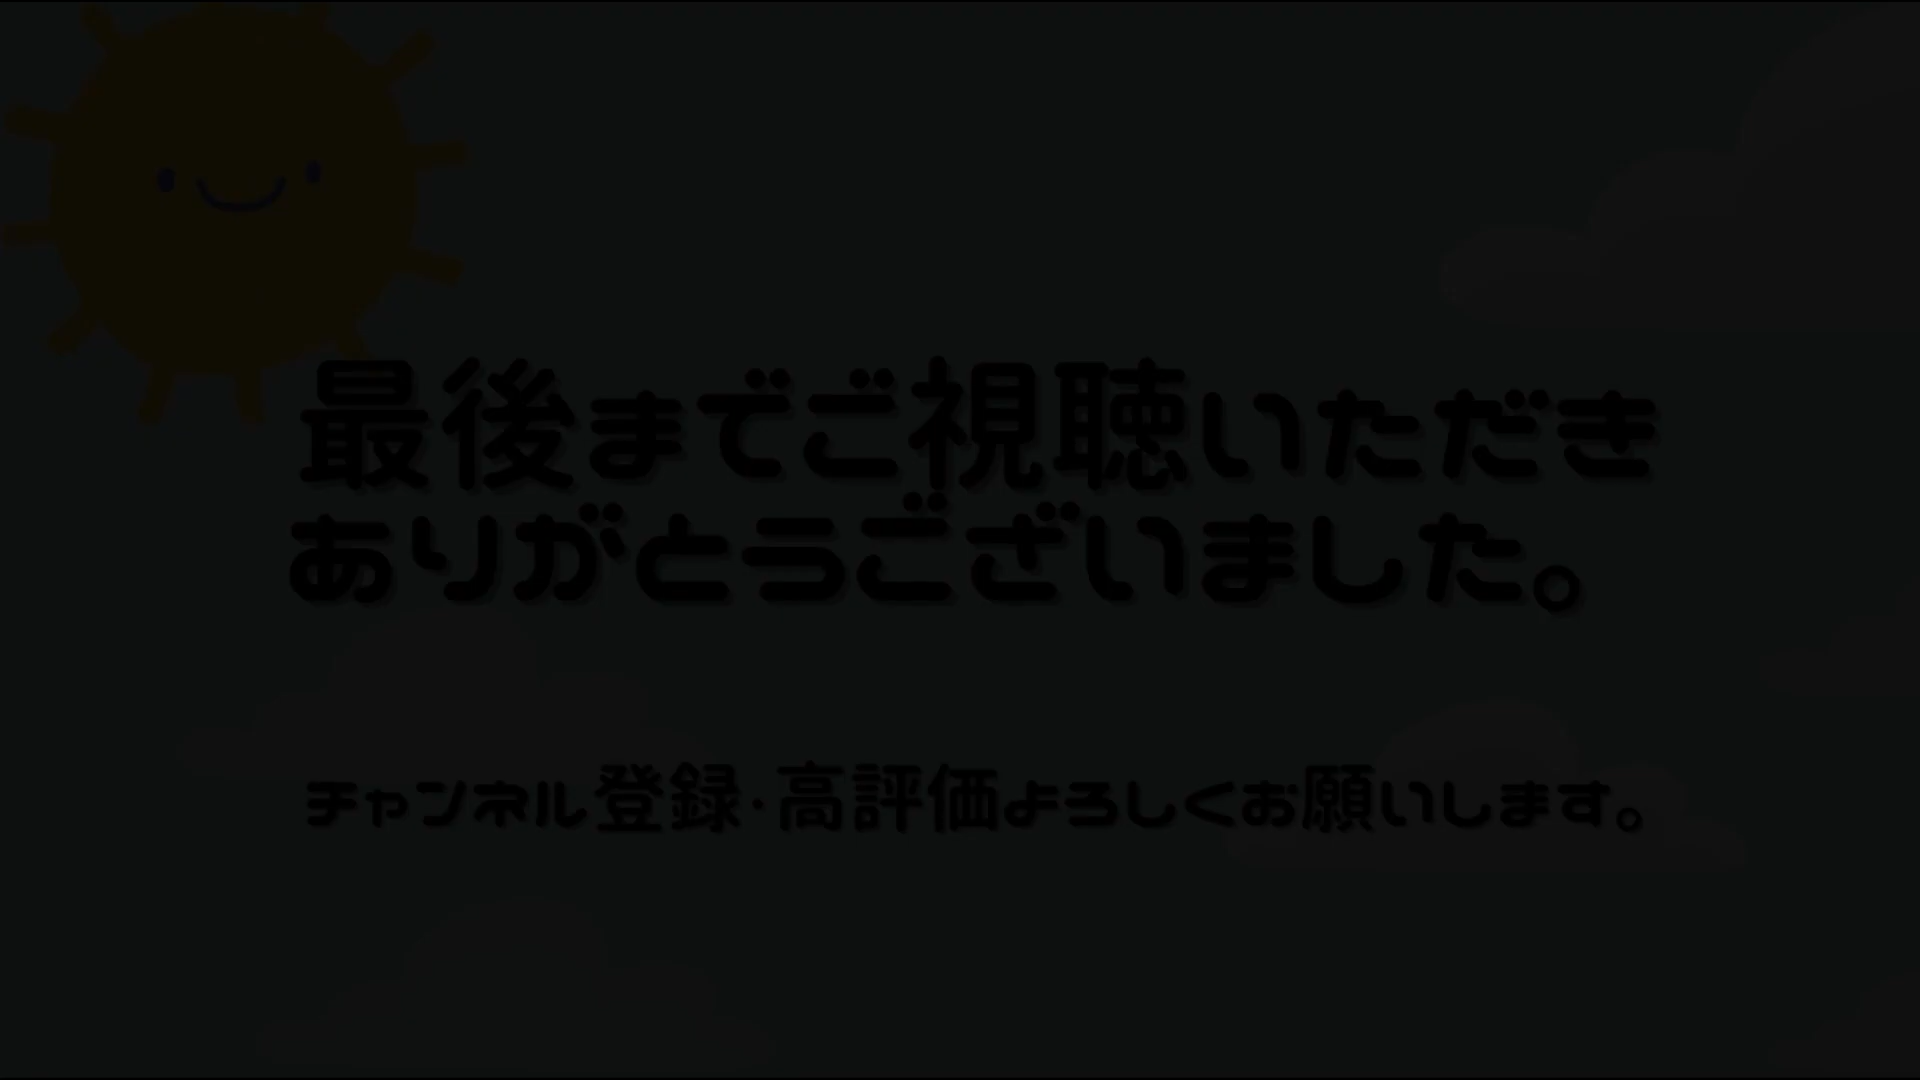 最後までご視聴いただき
ありがとうございました。
チャンネル登録・高評価よろしくお願いします。